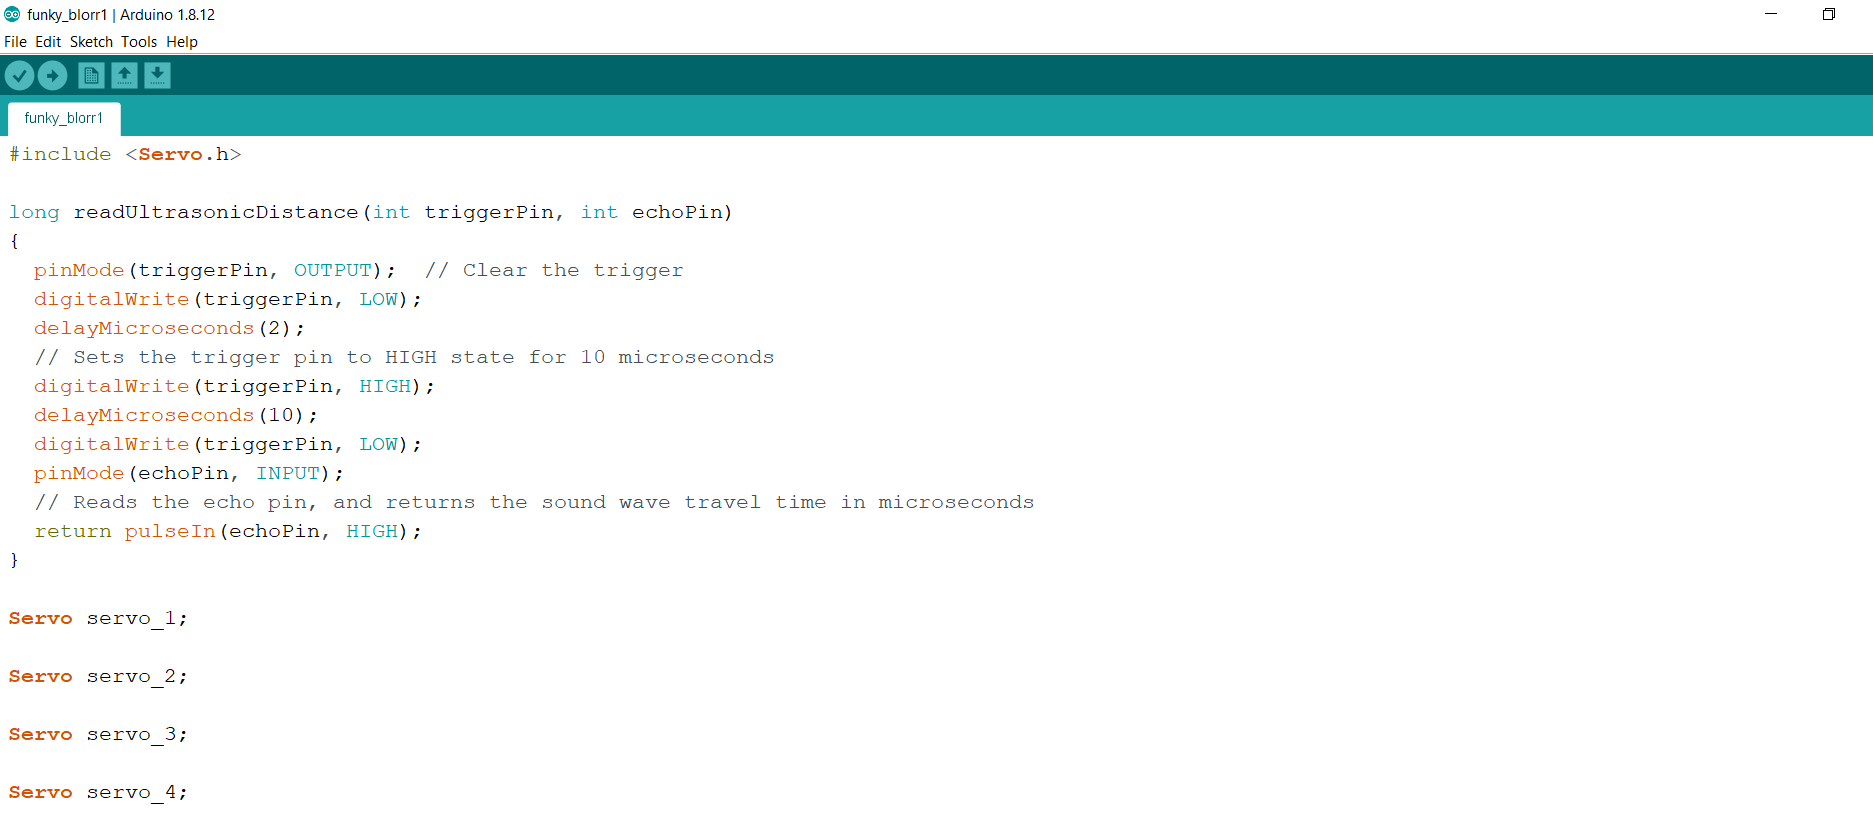 funky_blorr1 | Arduino 1.8.12
File Edit Sketch Tools Help
funky_blorr1
#include <Servo.h>
long readUltrasonicDistance(int triggerPin, int echoPin)
{
  pinMode(triggerPin, OUTPUT);  // Clear the trigger
  digitalWrite(triggerPin, LOW);
  delayMicroseconds(2);
  // Sets the trigger pin to HIGH state for 10 microseconds
  digitalWrite(triggerPin, HIGH);
  delayMicroseconds(10);
  digitalWrite(triggerPin, LOW);
  pinMode(echoPin, INPUT);
  // Reads the echo pin, and returns the sound wave travel time in microseconds
  return pulseIn(echoPin, HIGH);
}
Servo servo_1;
Servo servo_2;
Servo servo_3;
Servo servo_4;